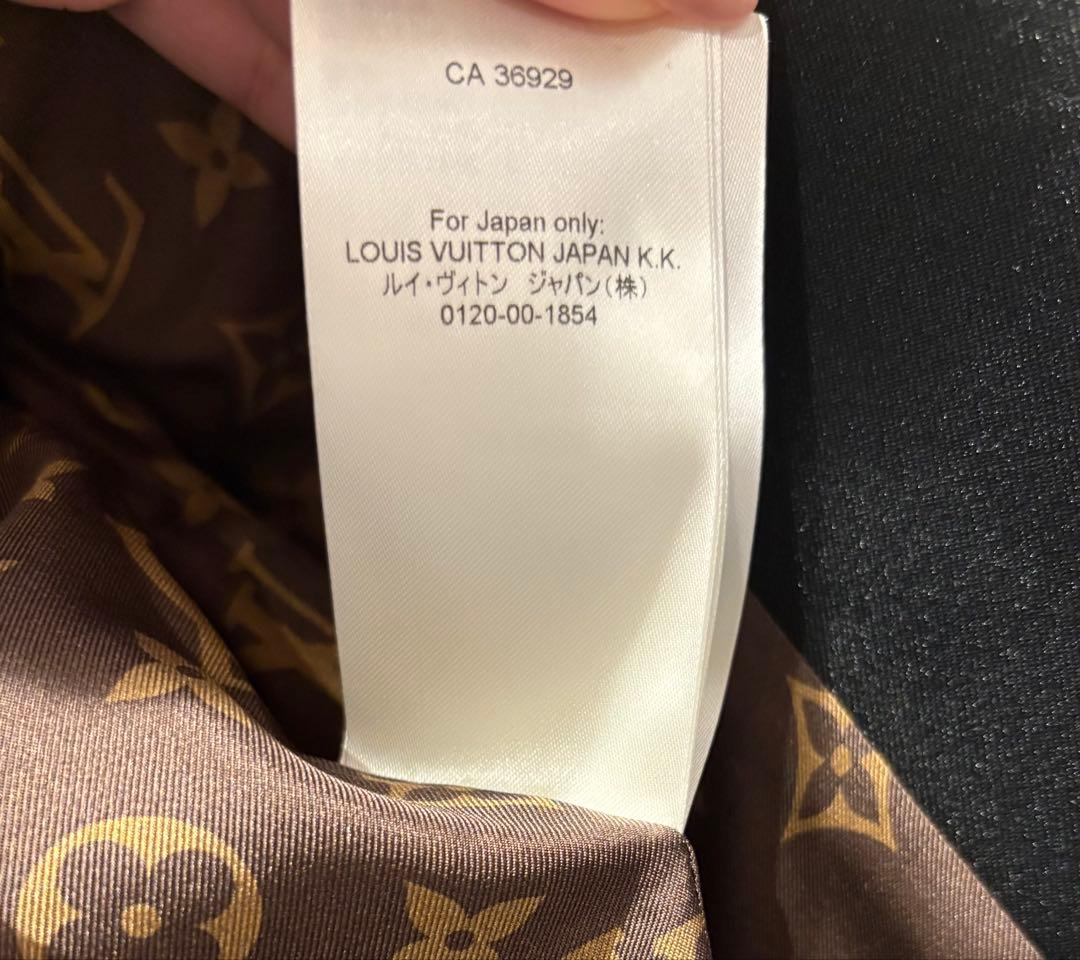 CA 36929
For Japan only:
LOUIS VUITTON JAPAN K.K.
ルイ・ヴィトン ジャパン(株)
0120-00-1854